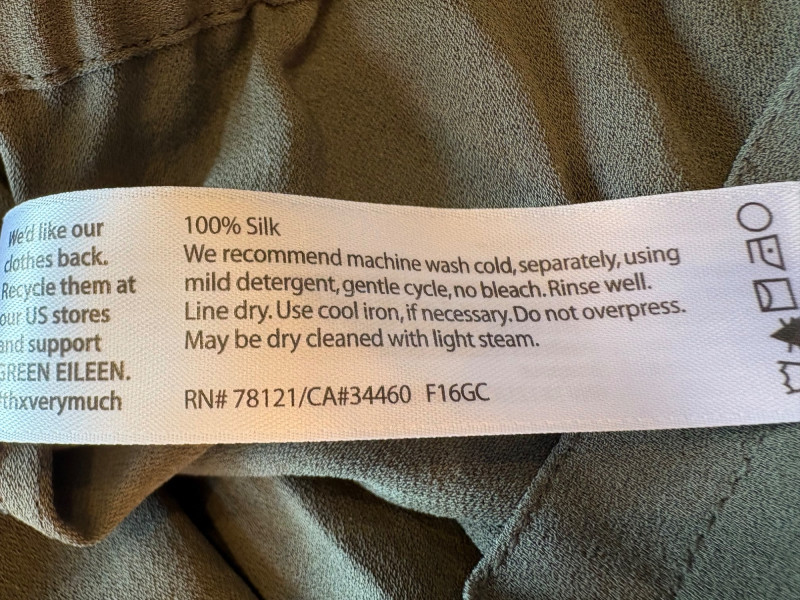 We'd like our
clothes back.
Recycle them at
our US stores
and support
GREEN EILEEN.
#thxverymuch
100% Silk
We recommend machine wash cold, separately, using
mild detergent, gentle cycle, no bleach. Rinse well.
Line dry. Use cool iron, if necessary. Do not overpress.
May be dry cleaned with light steam.
RN# 78121/CA#34460 F16GC